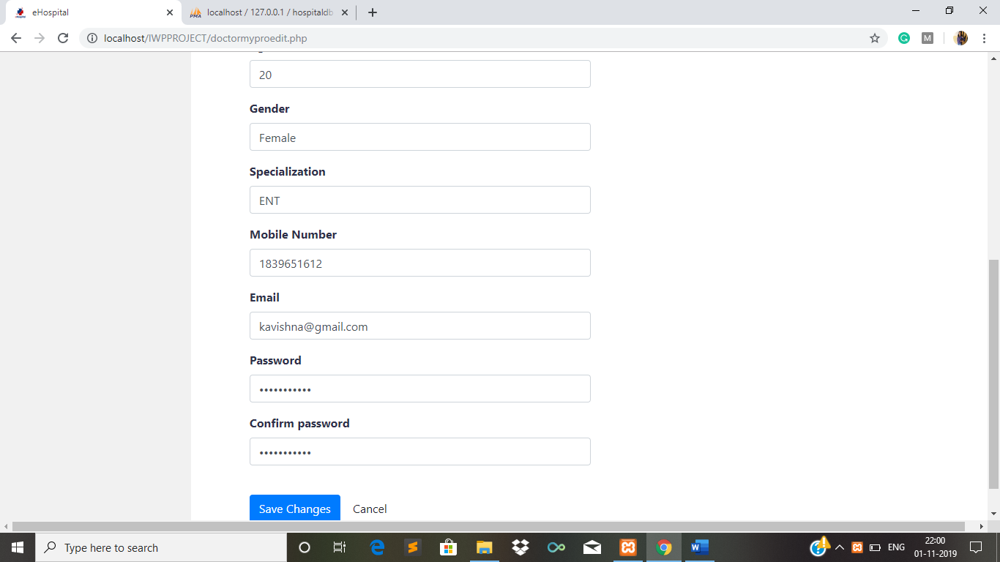 eHospital
localhost / 127.0.0.1 / hospitaldb
localhost/IWPPROJECT/doctormyproedit.php
M
20
Gender
Female
Specialization
ENT
Mobile Number
1839651612
Email
kavishna@gmail.com
Password
Confirm password
Save Changes Cancel
Type here to search
ENG
22:00
01-11-2019